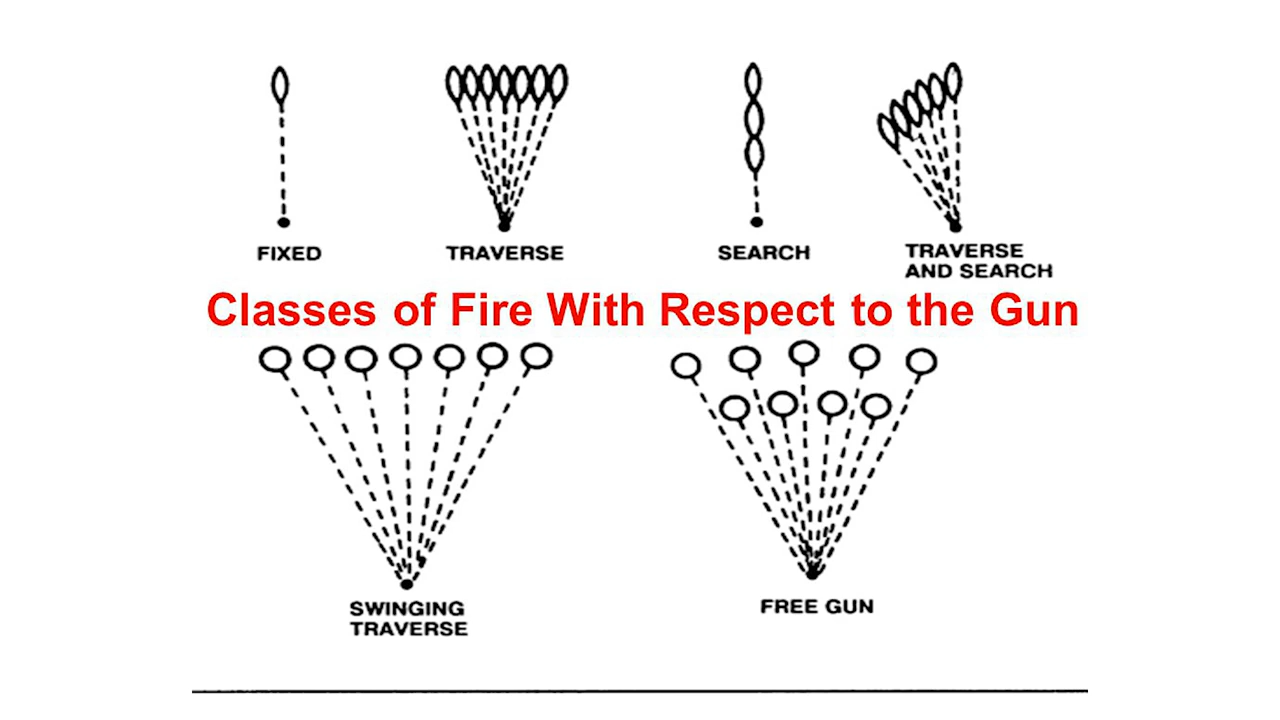 FIXED
TRAVERSE
SEARCH
TRAVERSE
AND SEARCH
Classes of Fire With Respect to the Gun
SWINGING
TRAVERSE
FREE GUN